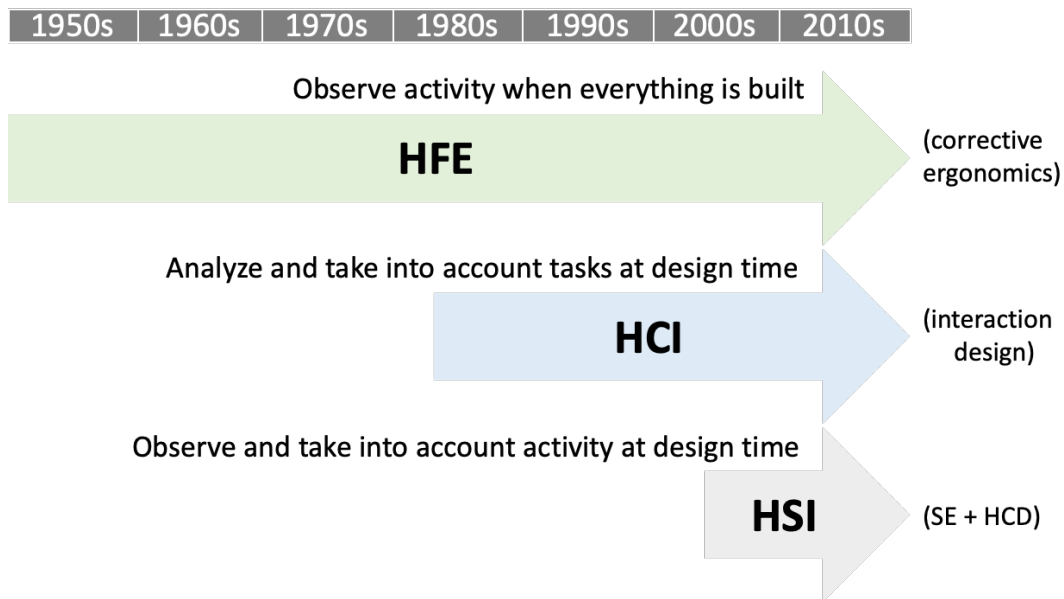 1950s 1960s 1970s 1980s 1990s 2000s 2010s
Observe activity when everything is built
HFE
(corrective
ergonomics)
Analyze and take into account tasks at design time
HCI
(interaction
design)
Observe and take into account activity at design time
HSI
(SE + HCD)